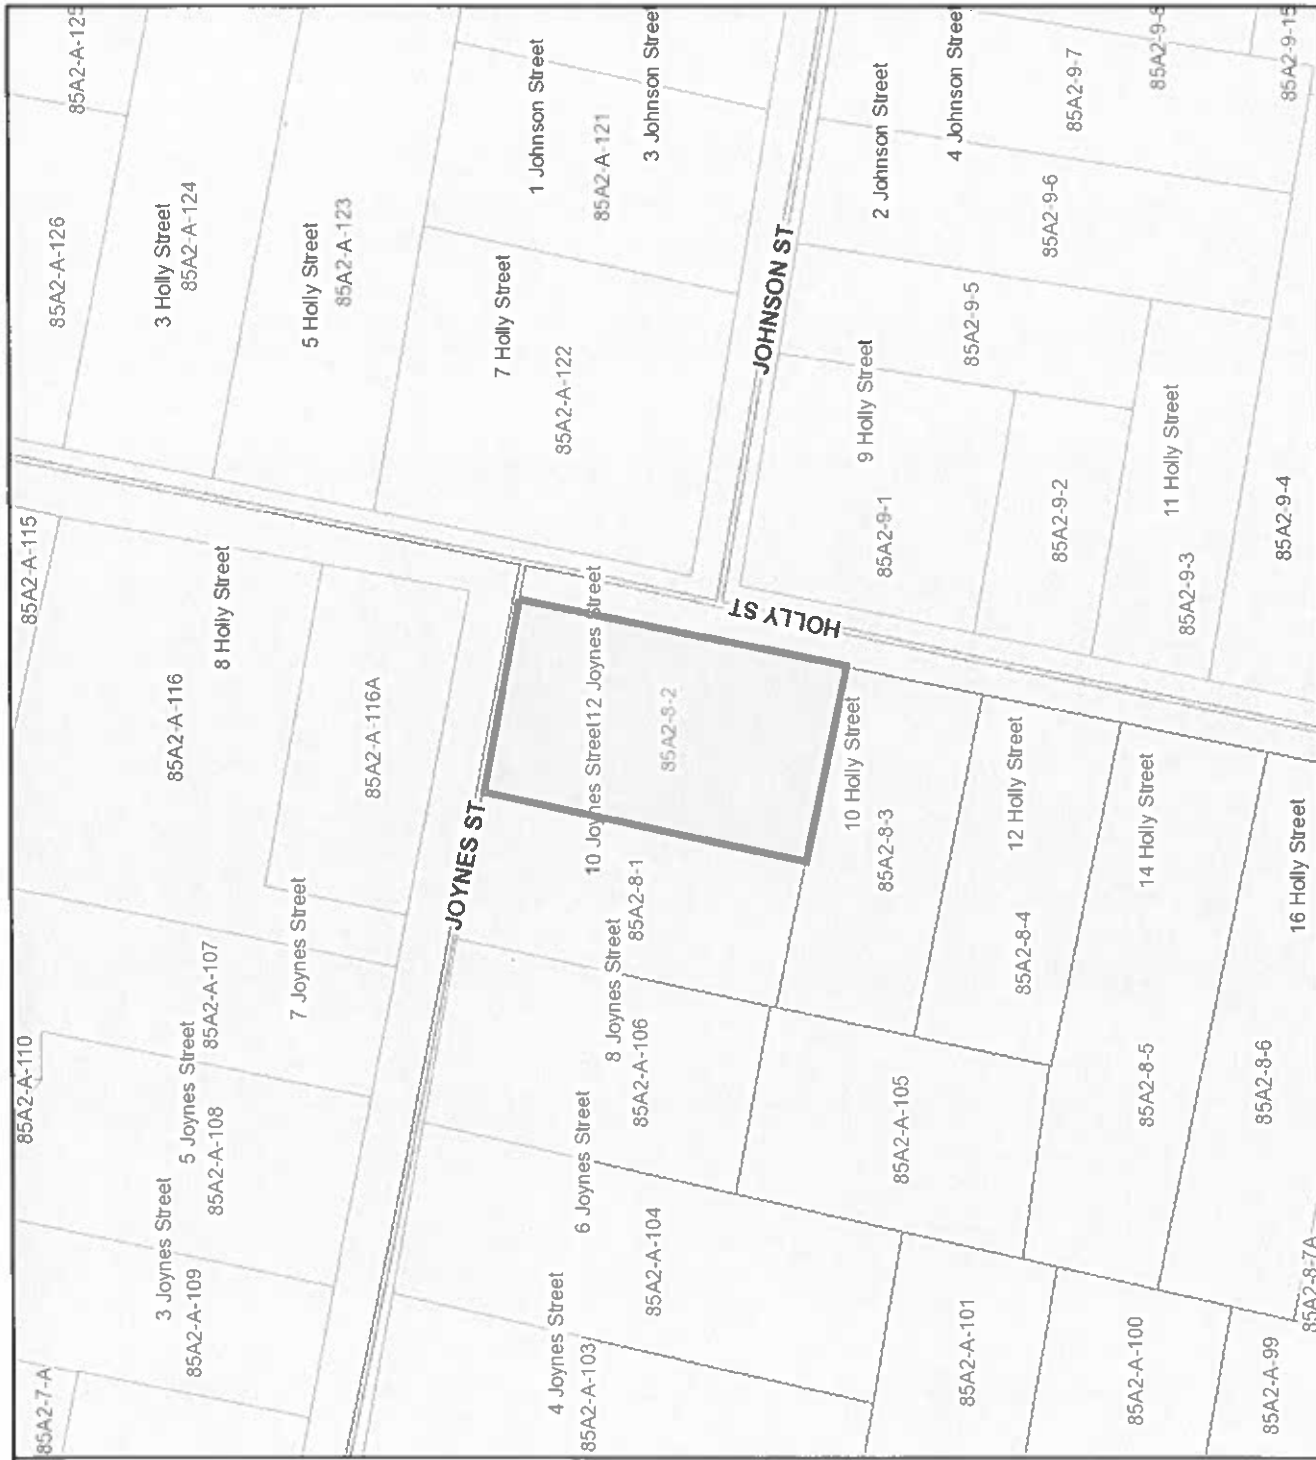 85A2-A-125
85A2-A-126
3 Holly Street
85A2-A-124
5 Holly Street
85A2-A-123
1 Johnson Street
85A2-A-121
3 Johnson Street
7 Holly Street
85A2-A-122
JOHNSON ST
2 Johnson Street
4 Johnson Street
85A2-9-7
85A2-9-8
85A2-9-15
85A2-9-6
85A2-9-5
9 Holly Street
85A2-9-1
85A2-9-2
11 Holly Street
85A2-9-3
85A2-9-4
HOLLY ST
85A2-A-115
8 Holly Street
85A2-A-116
85A2-A-116A
JOYNES ST
10 Joynes Street
12 Joynes Street
85A2-8-2
85A2-8-1
10 Holly Street
85A2-8-3
12 Holly Street
85A2-8-4
14 Holly Street
85A2-8-5
16 Holly Street
85A2-8-6
7 Joynes Street
85A2-A-107
85A2-A-110
5 Joynes Street
85A2-A-108
3 Joynes Street
85A2-A-109
85A2-7-A
8 Joynes Street
85A2-A-106
6 Joynes Street
85A2-A-104
85A2-A-105
4 Joynes Street
85A2-A-103
85A2-A-101
85A2-A-100
85A2-A-99
85A2-8-7A